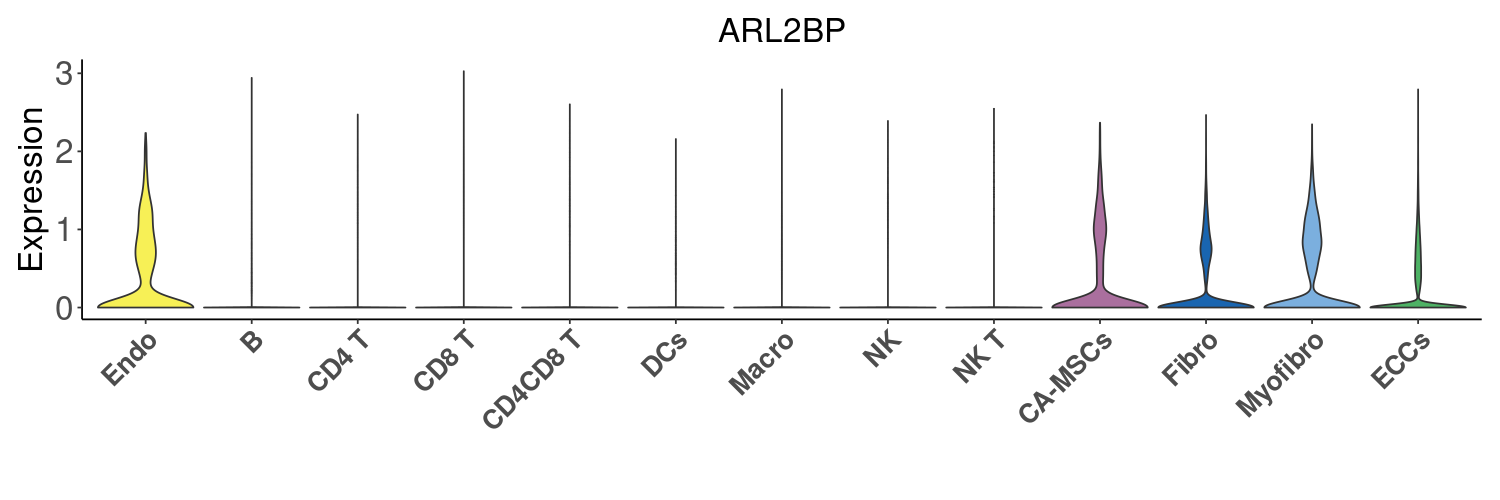 ARL2BP
Expression
3
2
1
0
Endo
B
CD4 T
CD8 T
CD4CD8 T
DCs
Macro
NK
NK T
CA-MSCs
Fibro
Myofibro
ECCs